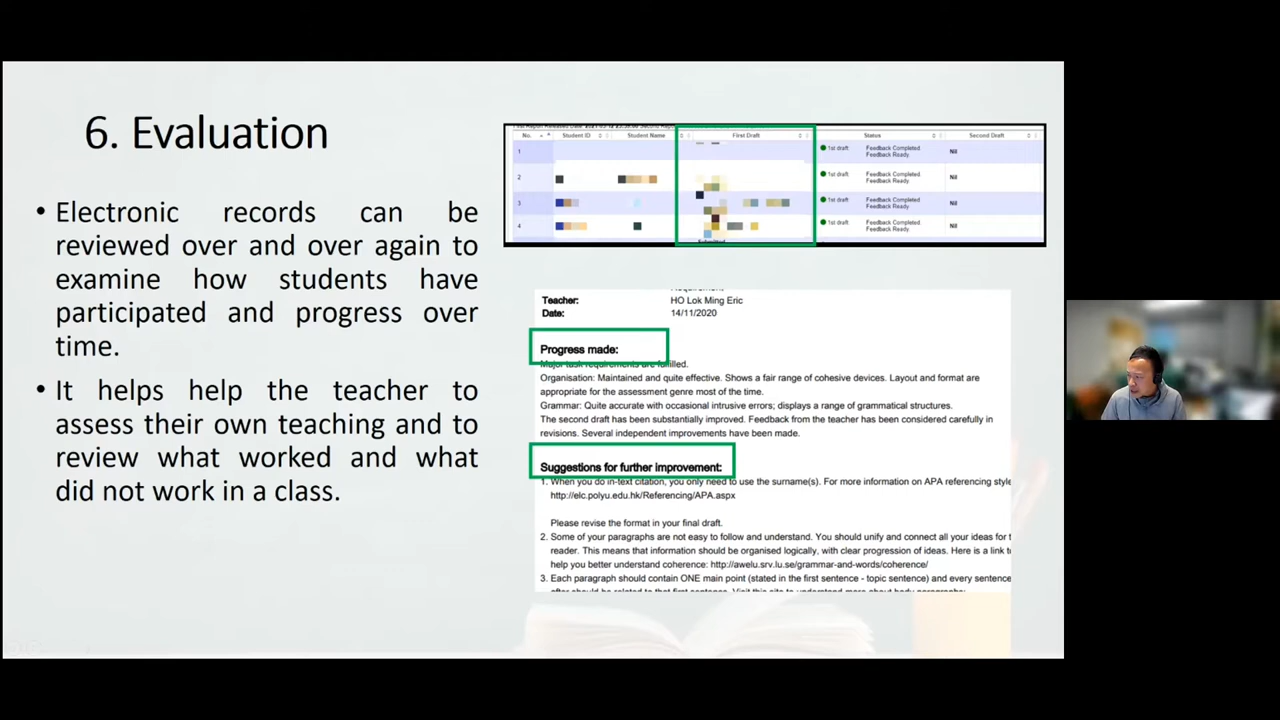 6. Evaluation
• Electronic records can be
reviewed over and over again to
examine how students have
participated and progress over
time.
• It helps help the teacher to
assess their own teaching and to
review what worked and what
did not work in a class.
No. Student ID Student Name First Draft Status Second Draft
1 1st draft Feedback Completed Nil
Feedback Ready
2 1st draft Feedback Completed Nil
Feedback Ready
3 1st draft Feedback Completed Nil
Feedback Ready
4 1st draft Feedback Completed Nil
Feedback Ready
Teacher: HO Lok Ming Eric
Date: 14/11/2020
Progress made:
Major task requirements are fulfilled.
Organisation: Maintained and quite effective. Shows a fair range of cohesive devices. Layout and format are
appropriate for the assessment genre most of the time.
Grammar: Quite accurate with occasional intrusive errors; displays a range of grammatical structures.
The second draft has been substantially improved. Feedback from the teacher has been considered carefully in
revisions. Several independent improvements have been made.
Suggestions for further improvement:
1. When you do in-text citation, you only need to use the surname(s). For more information on APA referencing style
http://elc.polyu.edu.hk/Referencing/APA.aspx
Please revise the format in your final draft.
2. Some of your paragraphs are not easy to follow and understand. You should unify and connect all your ideas for
reader. This means that information should be organised logically, with clear progression of ideas. Here is a link
help you better understand coherence: http://awelu.srv.lu.se/grammar-and-words/coherence/
3. Each paragraph should contain ONE main point (stated in the first sentence - topic sentence) and every sentence